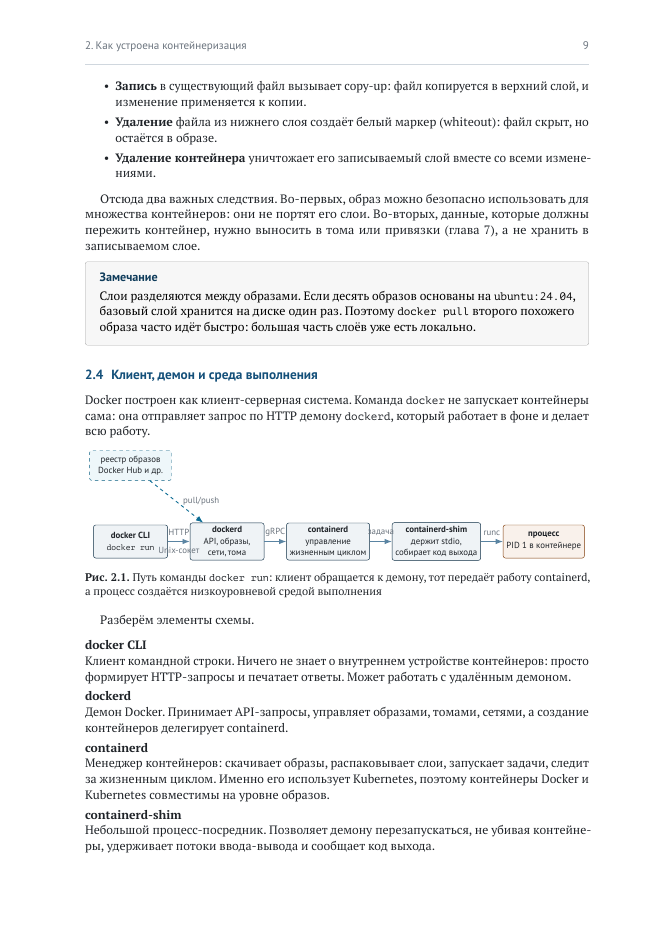 2. Как устроена контейнеризация 9
• Запись в существующий файл вызывает copy-up: файл копируется в верхний слой, и
изменение применяется к копии.
• Удаление файла из нижнего слоя создаёт белый маркер (whiteout): файл скрыт, но
остаётся в образе.
• Удаление контейнера уничтожает его записываемый слой вместе со всеми измене-
ниями.
Отсюда два важных следствия. Во-первых, образ можно безопасно использовать для
множества контейнеров: они не портят его слои. Во-вторых, данные, которые должны
пережить контейнер, нужно выносить в тома или привязки (глава 7), а не хранить в
записываемом слое.
Замечание
Слои разделяются между образами. Если десять образов основаны на ubuntu:24.04,
базовый слой хранится на диске один раз. Поэтому docker pull второго похожего
образа часто идёт быстро: большая часть слоёв уже есть локально.
2.4 Клиент, демон и среда выполнения
Docker построен как клиент-серверная система. Команда docker не запускает контейнеры
сама: она отправляет запрос по HTTP демону dockerd, который работает в фоне и делает
всю работу.
реестр образов
Docker Hub и др.
pull/push
docker CLI
docker run
HTTP
Unix-сокет
dockerd
API, образы,
сети, тома
gRPC
containerd
управление
жизненным циклом
задача
containerd-shim
держит stdio,
собирает код выхода
runc
процесс
PID 1 в контейнере
Рис. 2.1. Путь команды docker run: клиент обращается к демону, тот передаёт работу containerd,
а процесс создаётся низкоуровневой средой выполнения
Разберём элементы схемы.
docker CLI
Клиент командной строки. Ничего не знает о внутреннем устройстве контейнеров: просто
формирует HTTP-запросы и печатает ответы. Может работать с удалённым демоном.
dockerd
Демон Docker. Принимает API-запросы, управляет образами, томами, сетями, а создание
контейнеров делегирует containerd.
containerd
Менеджер контейнеров: скачивает образы, распаковывает слои, запускает задачи, следит
за жизненным циклом. Именно его использует Kubernetes, поэтому контейнеры Docker и
Kubernetes совместимы на уровне образов.
containerd-shim
Небольшой процесс-посредник. Позволяет демону перезапускаться, не убивая контейне-
ры, удерживает потоки ввода-вывода и сообщает код выхода.